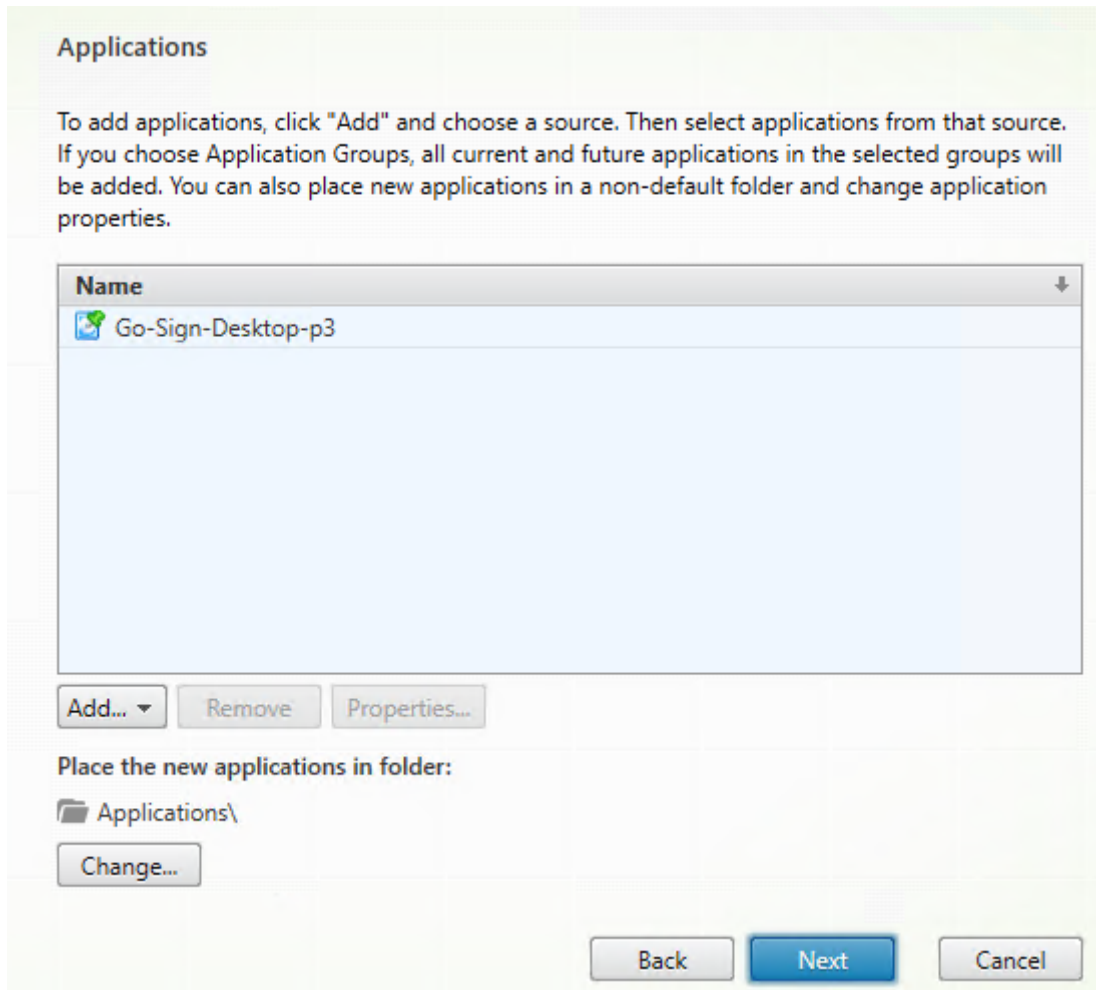 Applications
To add applications, click "Add" and choose a source. Then select applications from that source.
If you choose Application Groups, all current and future applications in the selected groups will
be added. You can also place new applications in a non-default folder and change application
properties.
Name
Go-Sign-Desktop-p3
Add... Remove Properties...
Place the new applications in folder:
Applications\
Change...
Back Next Cancel